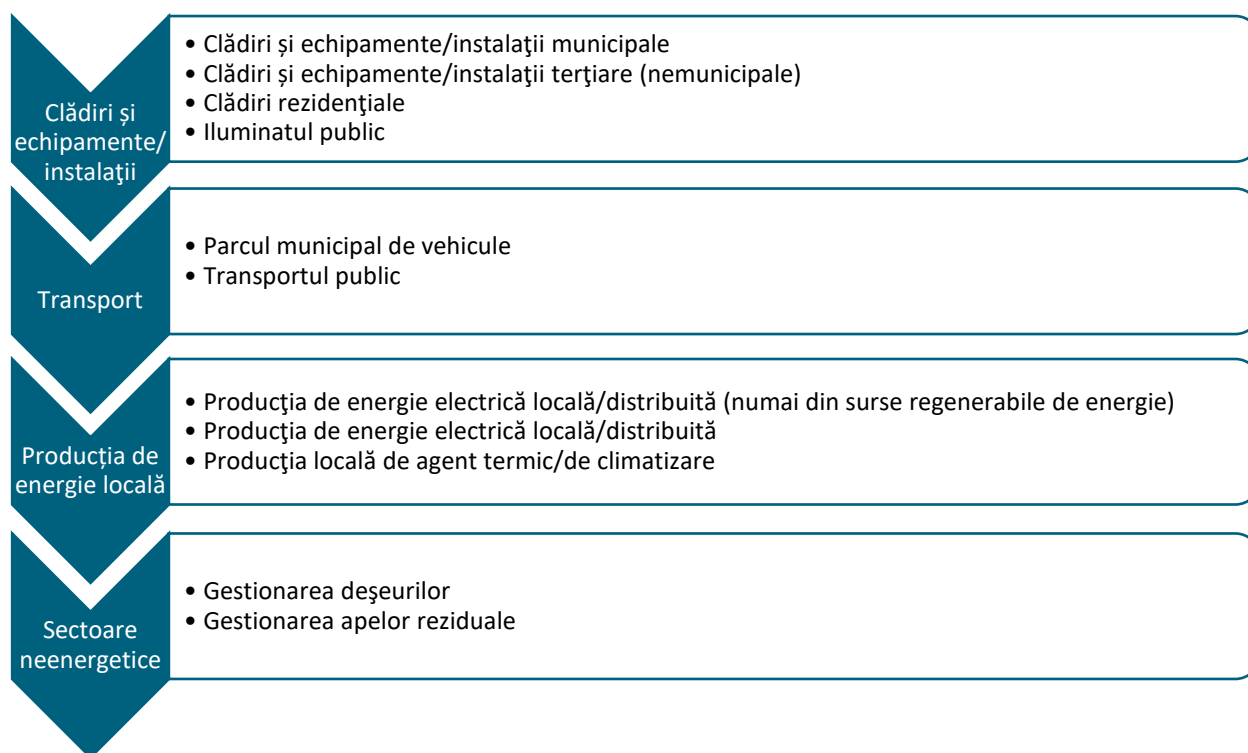 Clădiri și
echipamente/
instalaţii
• Clădiri și echipamente/instalaţii municipale
• Clădiri și echipamente/instalaţii terţiare (nemunicipale)
• Clădiri rezidenţiale
• Iluminatul public
Transport
• Parcul municipal de vehicule
• Transportul public
Producția de
energie locală
• Producţia de energie electrică locală/distribuită (numai din surse regenerabile de energie)
• Producţia de energie electrică locală/distribuită
• Producţia locală de agent termic/de climatizare
Sectoare
neenergetice
• Gestionarea deşeurilor
• Gestionarea apelor reziduale